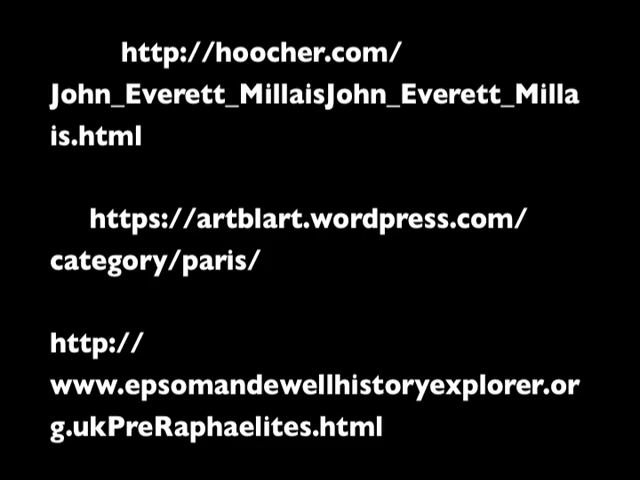 http://hoocher.com/
John_Everett_MillaisJohn_Everett_Milla
is.html
https://artblart.wordpress.com/
category/paris/
http://
www.epsomandewellhistoryexplorer.or
g.ukPreRaphaelites.html